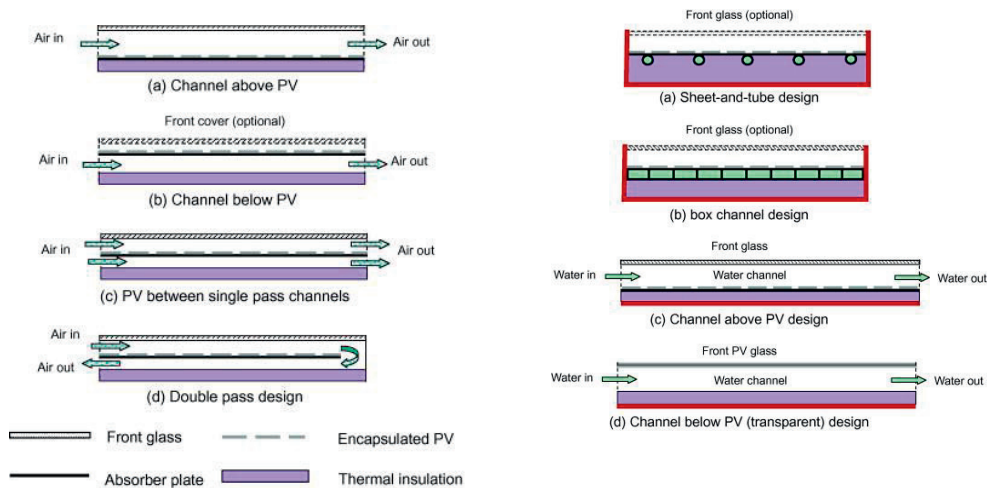 Air in
Air out
(a) Channel above PV
Front cover (optional)
Air in
Air out
(b) Channel below PV
Air in
Air out
(c) PV between single pass channels
Air in
Air out
(d) Double pass design
Front glass
Encapsulated PV
Absorber plate
Thermal insulation
Front glass (optional)
(a) Sheet-and-tube design
Front glass (optional)
(b) box channel design
Front glass
Water in
Water channel
Water out
(c) Channel above PV design
Front PV glass
Water in
Water channel
Water out
(d) Channel below PV (transparent) design